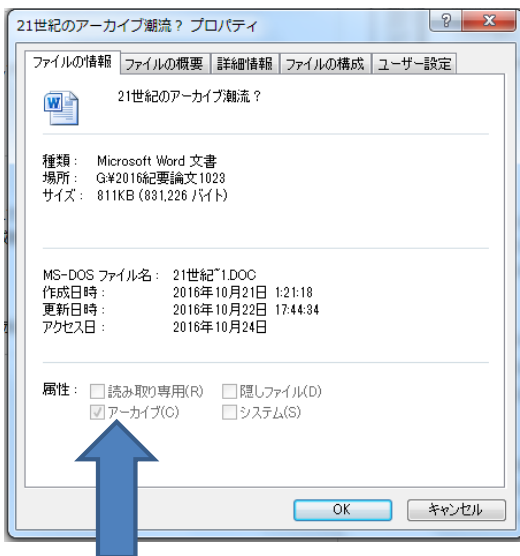 21世紀のアーカイブ潮流？ プロパティ
ファイルの情報 ファイルの概要 詳細情報 ファイルの構成 ユーザー設定
21世紀のアーカイブ潮流？
種類： Microsoft Word 文書
場所： G:¥2016紀要論文1023
サイズ： 811KB (831,226 バイト)
MS-DOS ファイル名： 21世紀~1.DOC
作成日時： 2016年10月21日 1:21:18
更新日時： 2016年10月22日 17:44:34
アクセス日： 2016年10月24日
属性： 読み取り専用(R) 隠しファイル(D)
アーカイブ(C) システム(S)
OK キャンセル